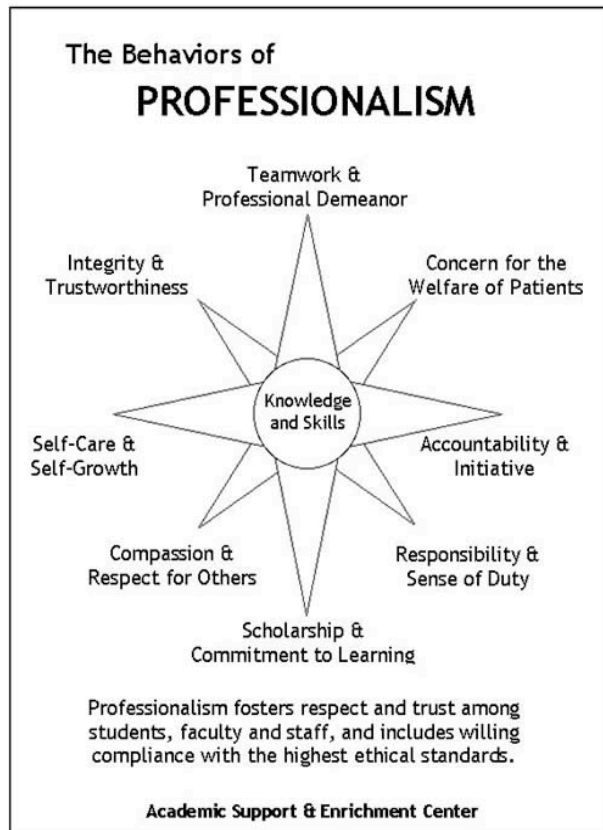 The Behaviors of
PROFESSIONALISM
Teamwork &
Professional Demeanor
Integrity &
Trustworthiness
Concern for the
Welfare of Patients
Knowledge
and Skills
Self-Care &
Self-Growth
Accountability &
Initiative
Compassion &
Respect for Others
Responsibility &
Sense of Duty
Scholarship &
Commitment to Learning
Professionalism fosters respect and trust among
students, faculty and staff, and includes willing
compliance with the highest ethical standards.
Academic Support & Enrichment Center